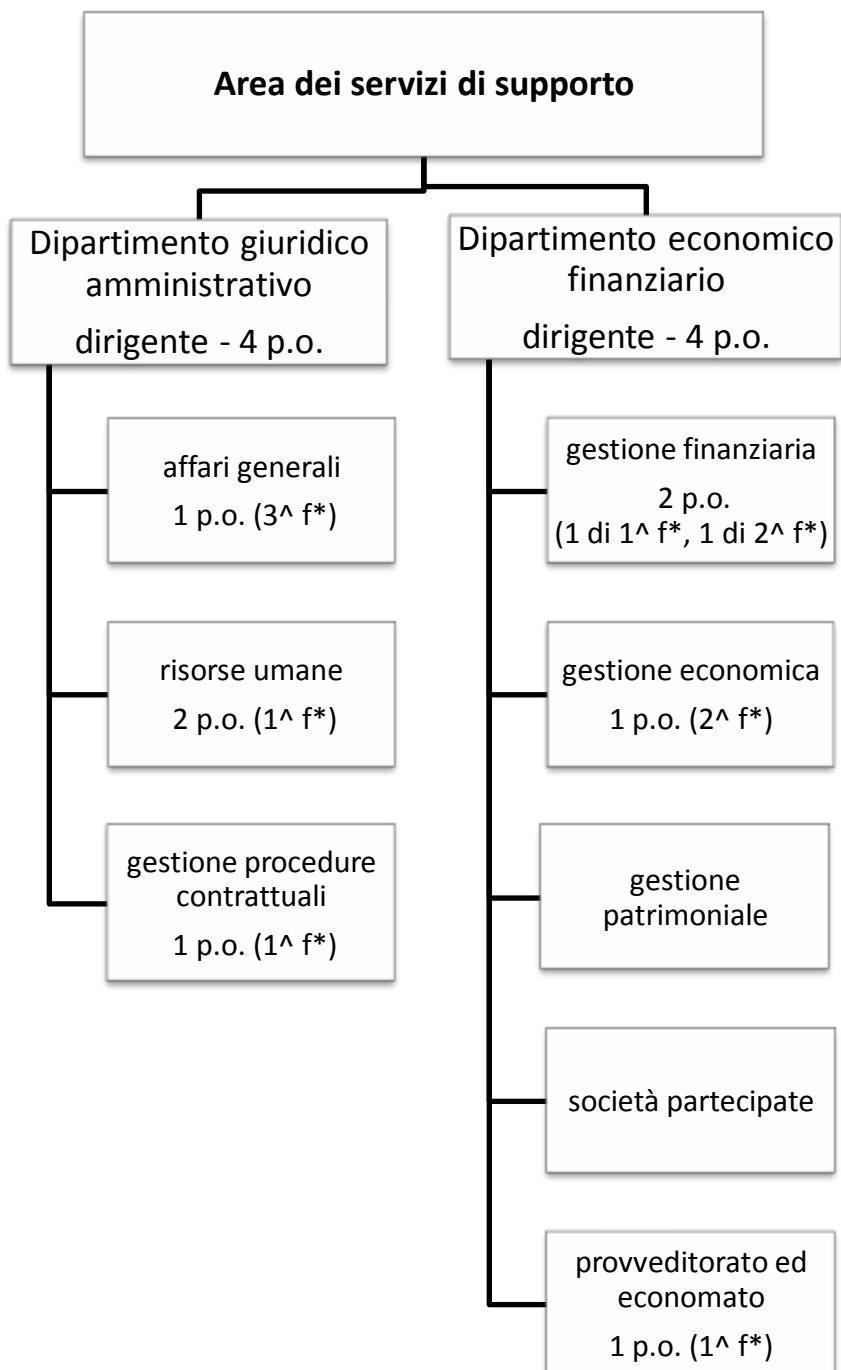 Area dei servizi di supporto
Dipartimento giuridico
amministrativo
dirigente - 4 p.o.
affari generali
1 p.o. (3^ f*)
risorse umane
2 p.o. (1^ f*)
gestione procedure
contrattuali
1 p.o. (1^ f*)
Dipartimento economico
finanziario
dirigente - 4 p.o.
gestione finanziaria
2 p.o.
(1 di 1^ f*, 1 di 2^ f*)
gestione economica
1 p.o. (2^ f*)
gestione
patrimoniale
società partecipate
provveditorato ed
economato
1 p.o. (1^ f*)